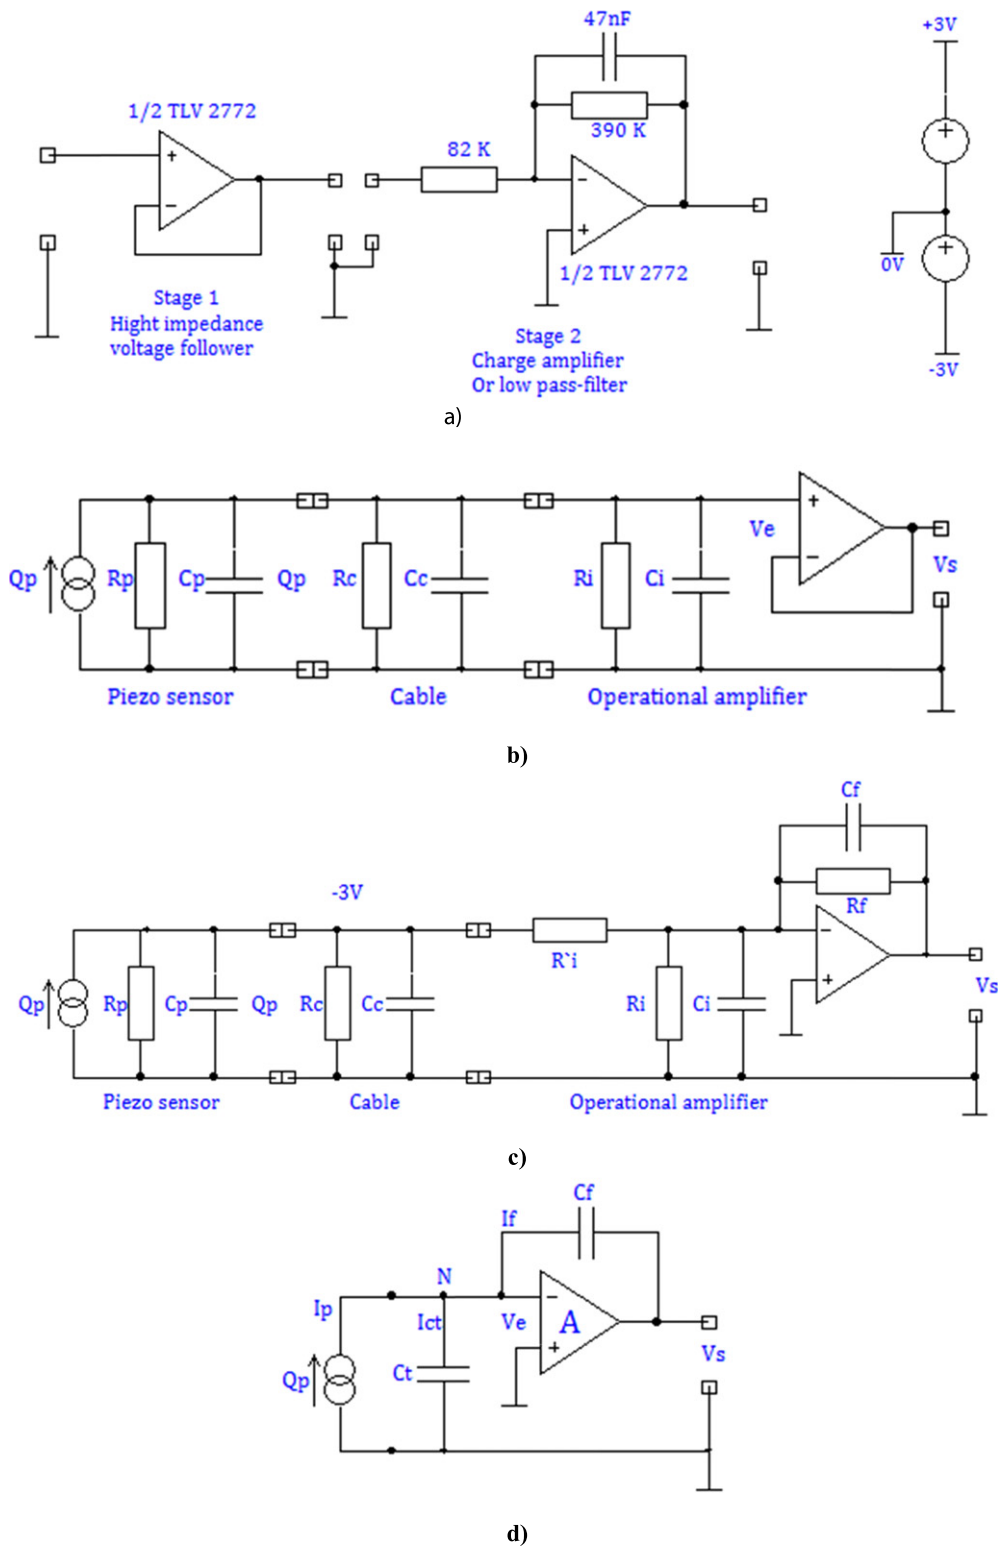 47nF
+3V
1/2 TLV 2772
390 K
82 K
+
−
+
−
+
+
0V
1/2 TLV 2772
Stage 1
Hight impedance
voltage follower
Stage 2
Charge amplifier
Or low pass-filter
-3V
a)
+
Ve
−
Qp Rp Cp Qp Rc Cc Ri Ci Vs
Piezo sensor Cable Operational amplifier
b)
Cf
-3V
Rf
−
R`i
+
Qp Rp Cp Qp Rc Cc Ri Ci Vs
Piezo sensor Cable Operational amplifier
c)
Cf
If
N
−
Ip Ict Ve A
+
Vs
Qp Ct
d)